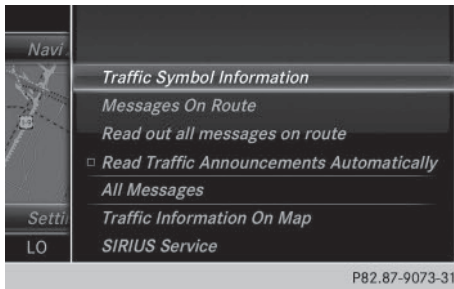 Navi
Traffic Symbol Information
Messages On Route
Read out all messages on route
Read Traffic Announcements Automatically
All Messages
Traffic Information On Map
SIRIUS Service
LO
P82.87-9073-31